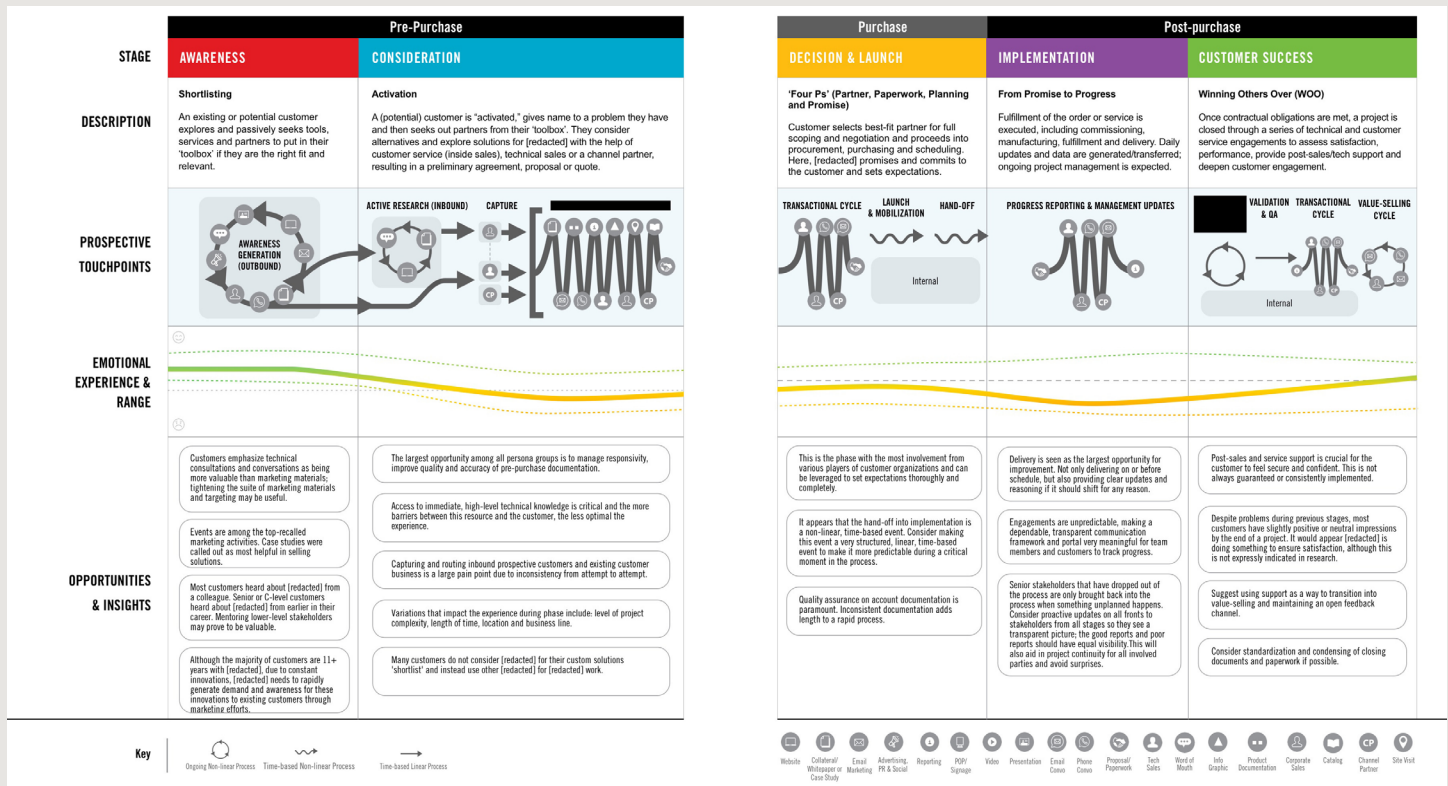 Pre-Purchase
Purchase
Post-purchase
STAGE
AWARENESS
CONSIDERATION
DECISION & LAUNCH
IMPLEMENTATION
CUSTOMER SUCCESS
DESCRIPTION
Shortlisting
An existing or potential customer
explores and passively seeks tools,
services and partners to put in their
'toolbox' if they are the right fit and
relevant.
Activation
A (potential) customer is "activated," gives name to a problem they have
and then seeks out partners from their 'toolbox'. They consider
alternatives and explore solutions for [redacted] with the help of
customer service (inside sales), technical sales or a channel partner,
resulting in a preliminary agreement, proposal or quote.
'Four Ps' (Partner, Paperwork, Planning
and Promise)
Customer selects best-fit partner for full
scoping and negotiation and proceeds into
procurement, purchasing and scheduling.
Here, [redacted] promises and commits to
the customer and sets expectations.
From Promise to Progress
Fulfillment of the order or service is
executed, including commissioning,
manufacturing, fulfillment and delivery. Daily
updates and data are generated/transferred;
ongoing project management is expected.
Winning Others Over (WOO)
Once contractual obligations are met, a project is
closed through a series of technical and customer
service engagements to assess satisfaction,
performance, provide post-sales/tech support and
deepen customer engagement.
PROSPECTIVE
TOUCHPOINTS
AWARENESS
GENERATION
(OUTBOUND)
ACTIVE RESEARCH (INBOUND)
CAPTURE
CP
CP
TRANSACTIONAL CYCLE
LAUNCH
& MOBILIZATION
HAND-OFF
CP
Internal
PROGRESS REPORTING & MANAGEMENT UPDATES
CP
VALIDATION
& QA
TRANSACTIONAL
CYCLE
VALUE-SELLING
CYCLE
CP
Internal
EMOTIONAL
EXPERIENCE &
RANGE
OPPORTUNITIES
& INSIGHTS
Customers emphasize technical
consultations and conversations as being
more valuable than marketing materials;
tightening the suite of marketing materials
and targeting may be useful.
Events are among the top-recalled
marketing activities. Case studies were
called out as most helpful in selling
solutions.
Most customers heard about [redacted] from
a colleague. Senior or C-level customers
heard about [redacted] from earlier in their
career. Mentoring lower-level stakeholders
may prove to be valuable.
Although the majority of customers are 11+
years with [redacted], due to constant
innovations, [redacted] needs to rapidly
generate demand and awareness for these
innovations to existing customers through
marketing efforts.
The largest opportunity among all persona groups is to manage responsivity,
improve quality and accuracy of pre-purchase documentation.
Access to immediate, high-level technical knowledge is critical and the more
barriers between this resource and the customer, the less optimal the
experience.
Capturing and routing inbound prospective customers and existing customer
business is a large pain point due to inconsistency from attempt to attempt.
Variations that impact the experience during phase include: level of project
complexity, length of time, location and business line.
Many customers do not consider [redacted] for their custom solutions
'shortlist' and instead use other [redacted] for [redacted] work.
This is the phase with the most involvement from
various players of customer organizations and can
be leveraged to set expectations thoroughly and
completely.
It appears that the hand-off into implementation is
a non-linear, time-based event. Consider making
this event a very structured, linear, time-based
event to make it more predictable during a critical
moment in the process.
Quality assurance on account documentation is
paramount. Inconsistent documentation adds
length to a rapid process.
Delivery is seen as the largest opportunity for
improvement. Not only delivering on or before
schedule, but also providing clear updates and
reasoning if it should shift for any reason.
Engagements are unpredictable, making a
dependable, transparent communication
framework and portal very meaningful for team
members and customers to track progress.
Senior stakeholders that have dropped out of
the process are only brought back into the
process when something unplanned happens.
Consider proactive updates on all fronts to
stakeholders from all stages so they see a
transparent picture; the good reports and poor
reports should have equal visibility.This will
also aid in project continuity for all involved
parties and avoid surprises.
Post-sales and service support is crucial for the
customer to feel secure and confident. This is not
always guaranteed or consistently implemented.
Despite problems during previous stages, most
customers have slightly positive or neutral impressions
by the end of a project. It would appear [redacted] is
doing something to ensure satisfaction, although this
is not expressly indicated in research.
Suggest using support as a way to transition into
value-selling and maintaining an open feedback
channel.
Consider standardization and condensing of closing
documents and paperwork if possible.
Key
Ongoing Non-linear Process
Time-based Non-linear Process
Time-based Linear Process
Website
Collateral/
Whitepaper or
Case Study
Email
Marketing
Advertising,
PR & Social
Reporting
POP/
Signage
Video
Presentation
Email
Convo
Phone
Convo
Proposal/
Paperwork
Tech
Sales
Word of
Mouth
Info
Graphic
Product
Documentation
Corporate
Sales
Catalog
CP
Channel
Partner
Site Visit